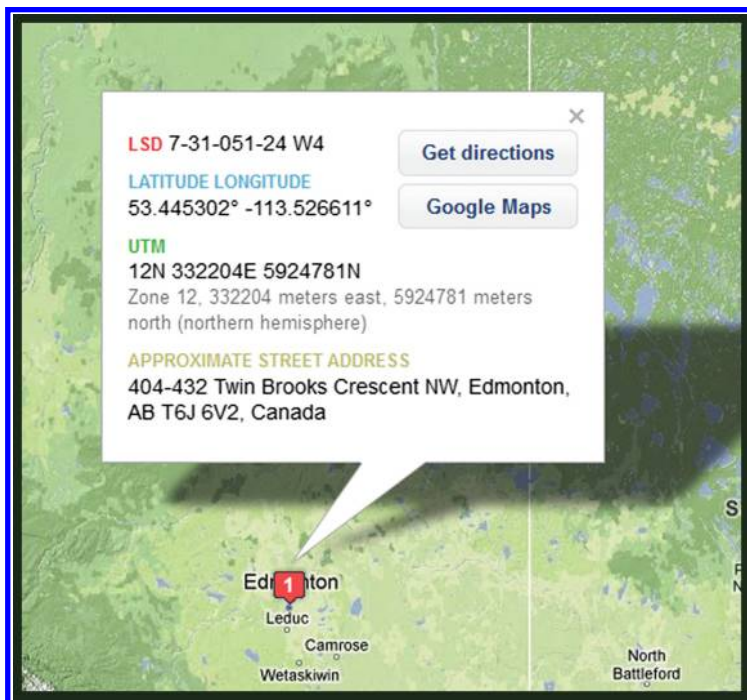 ×
LSD 7-31-051-24 W4
Get directions
LATITUDE LONGITUDE
53.445302° -113.526611°
Google Maps
UTM
12N 332204E 5924781N
Zone 12, 332204 meters east, 5924781 meters
north (northern hemisphere)
APPROXIMATE STREET ADDRESS
404-432 Twin Brooks Crescent NW, Edmonton,
AB T6J 6V2, Canada
S
1
Leduc
Camrose
Wetaskiwin
North
Battleford